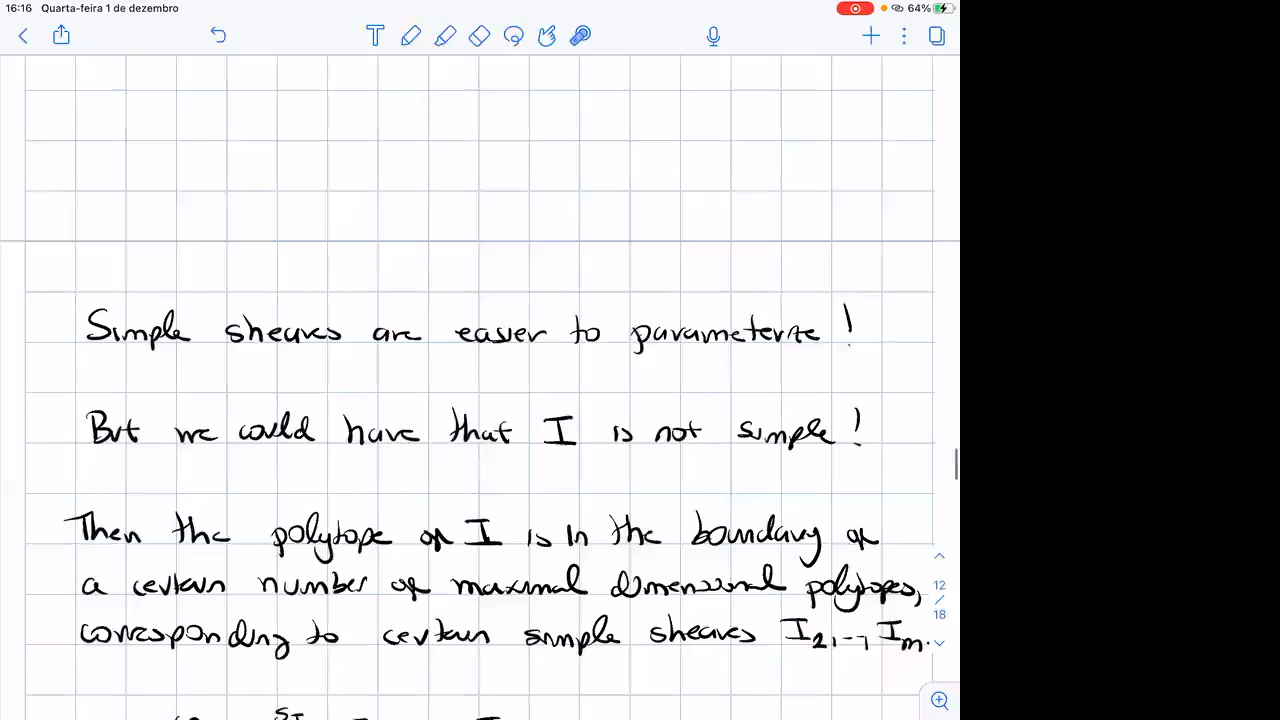 16:16 Quarta-feira 1 de dezembro 64%
Simple sheaves are easier to parameterize!
But we could have that I is not simple!
Then the polytope of I is in the boundary of
a certain number of maximal dimensional polytopes,
12
/
18
corresponding to certain simple sheaves I_2, ..., I_m.